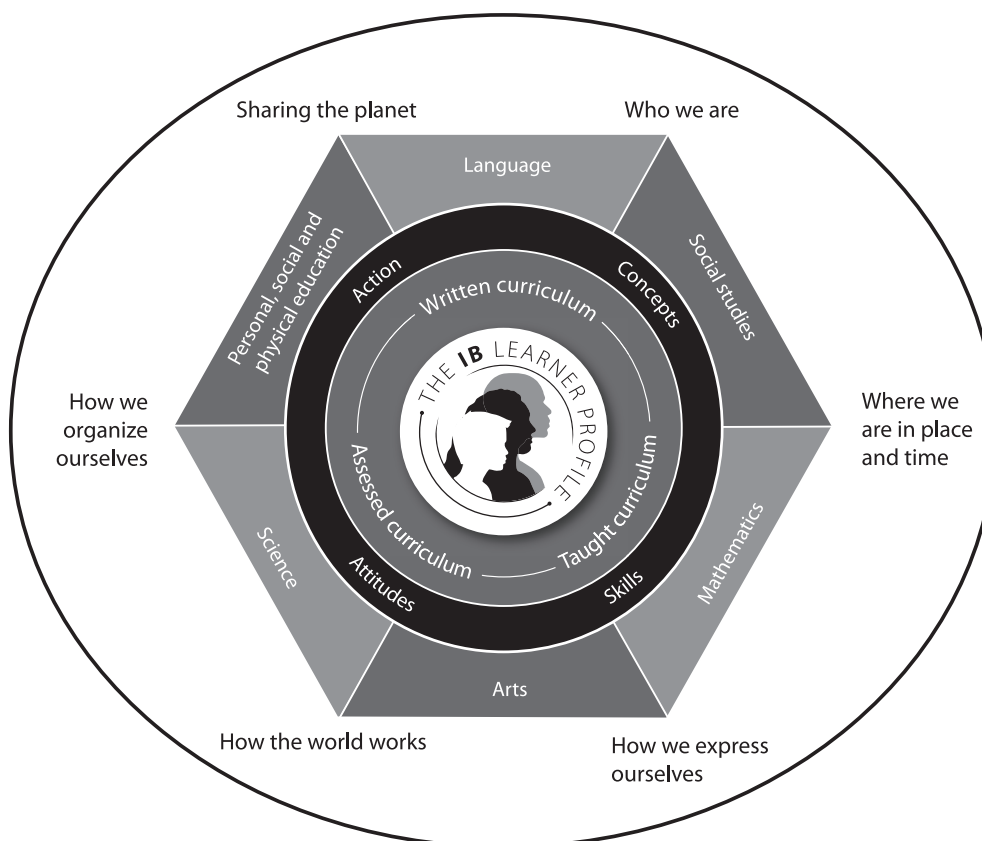 Sharing the planet
Who we are
Language
Personal, social and
physical education
Social studies
Action
Concepts
Written curriculum
THE IB LEARNER PROFILE
How we
organize
ourselves
Where we
are in place
and time
Assessed curriculum
Taught curriculum
Science
Mathematics
Attitudes
Skills
Arts
How the world works
How we express
ourselves